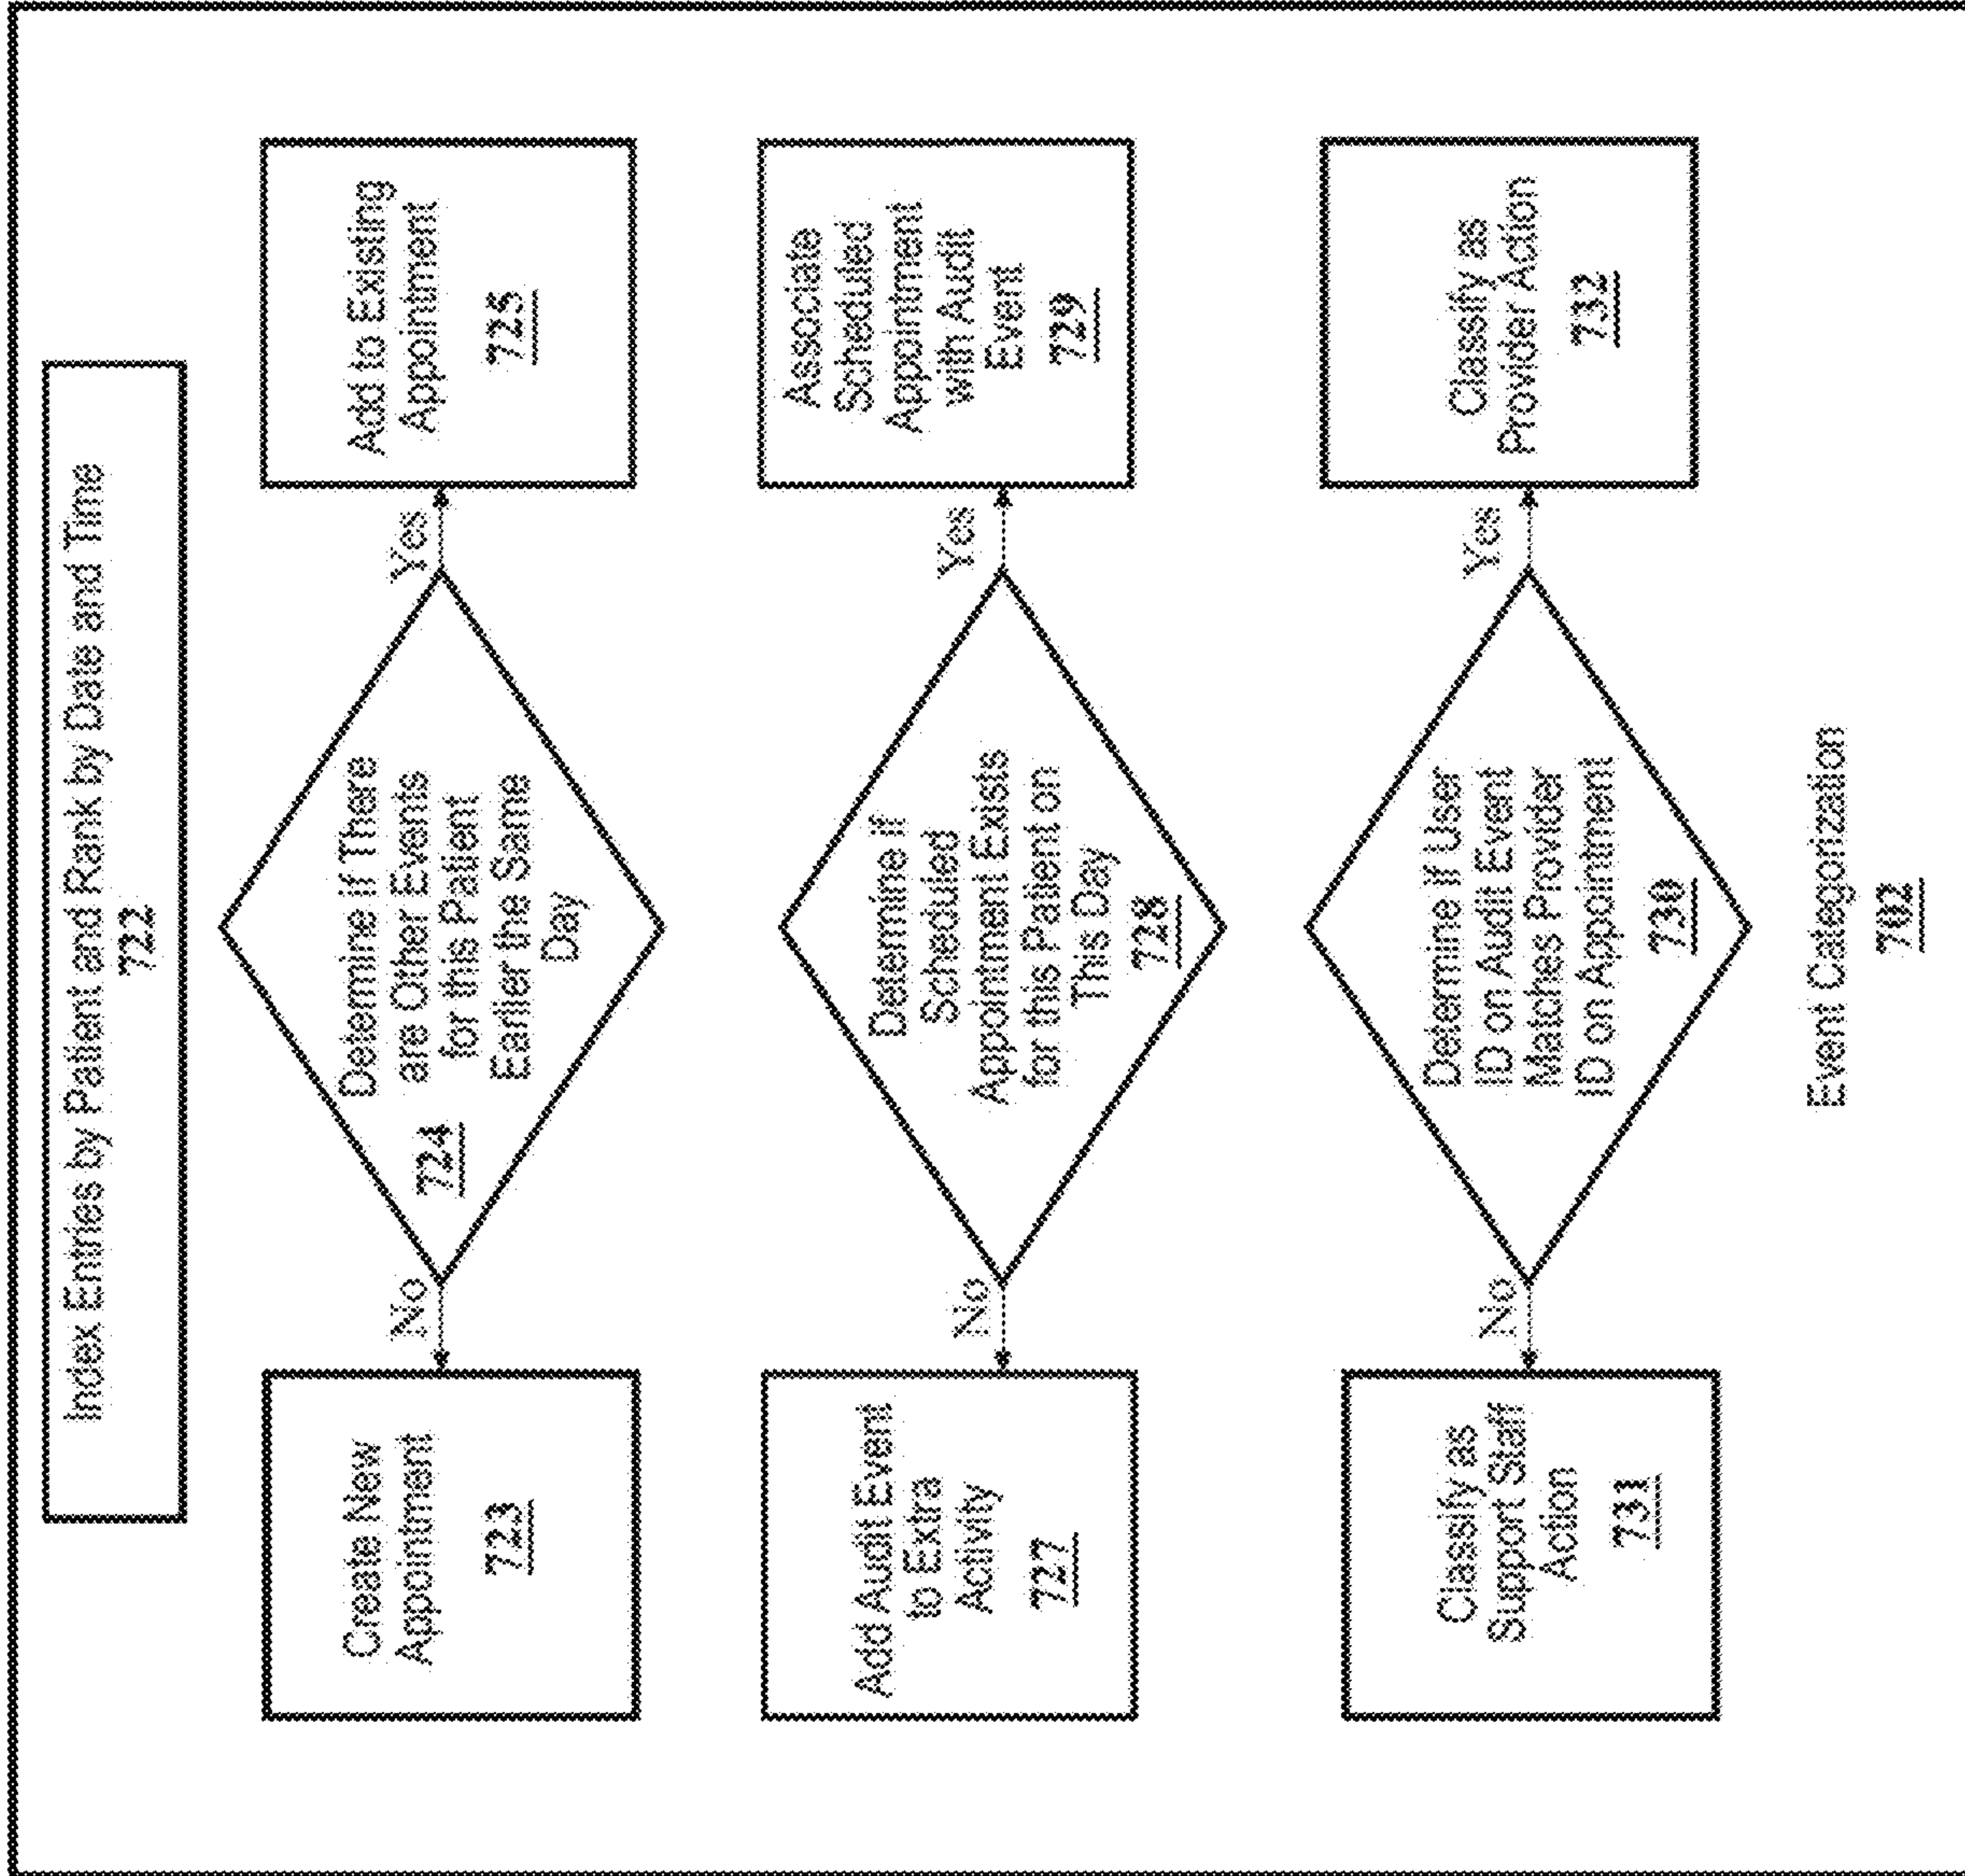 Index Entries by Patient and Rank by Date and Time
722
Create New
Appointment
723
No
Determine if There
are Other Events
for this Patient
Earlier the Same
Day
724
Yes
Add to Existing
Appointment
725
Add Audit Event
to Extra
Activity
727
No
Determine if
Scheduled
Appointment Exists
for this Patient on
This Day
728
Yes
Associate
Scheduled
Appointment
with Audit
Event
729
Classify as
Support Staff
Action
731
No
Determine if User
ID on Audit Event
Matches Provider
ID on Appointment
730
Yes
Classify as
Provider Action
732
Event Categorization
702